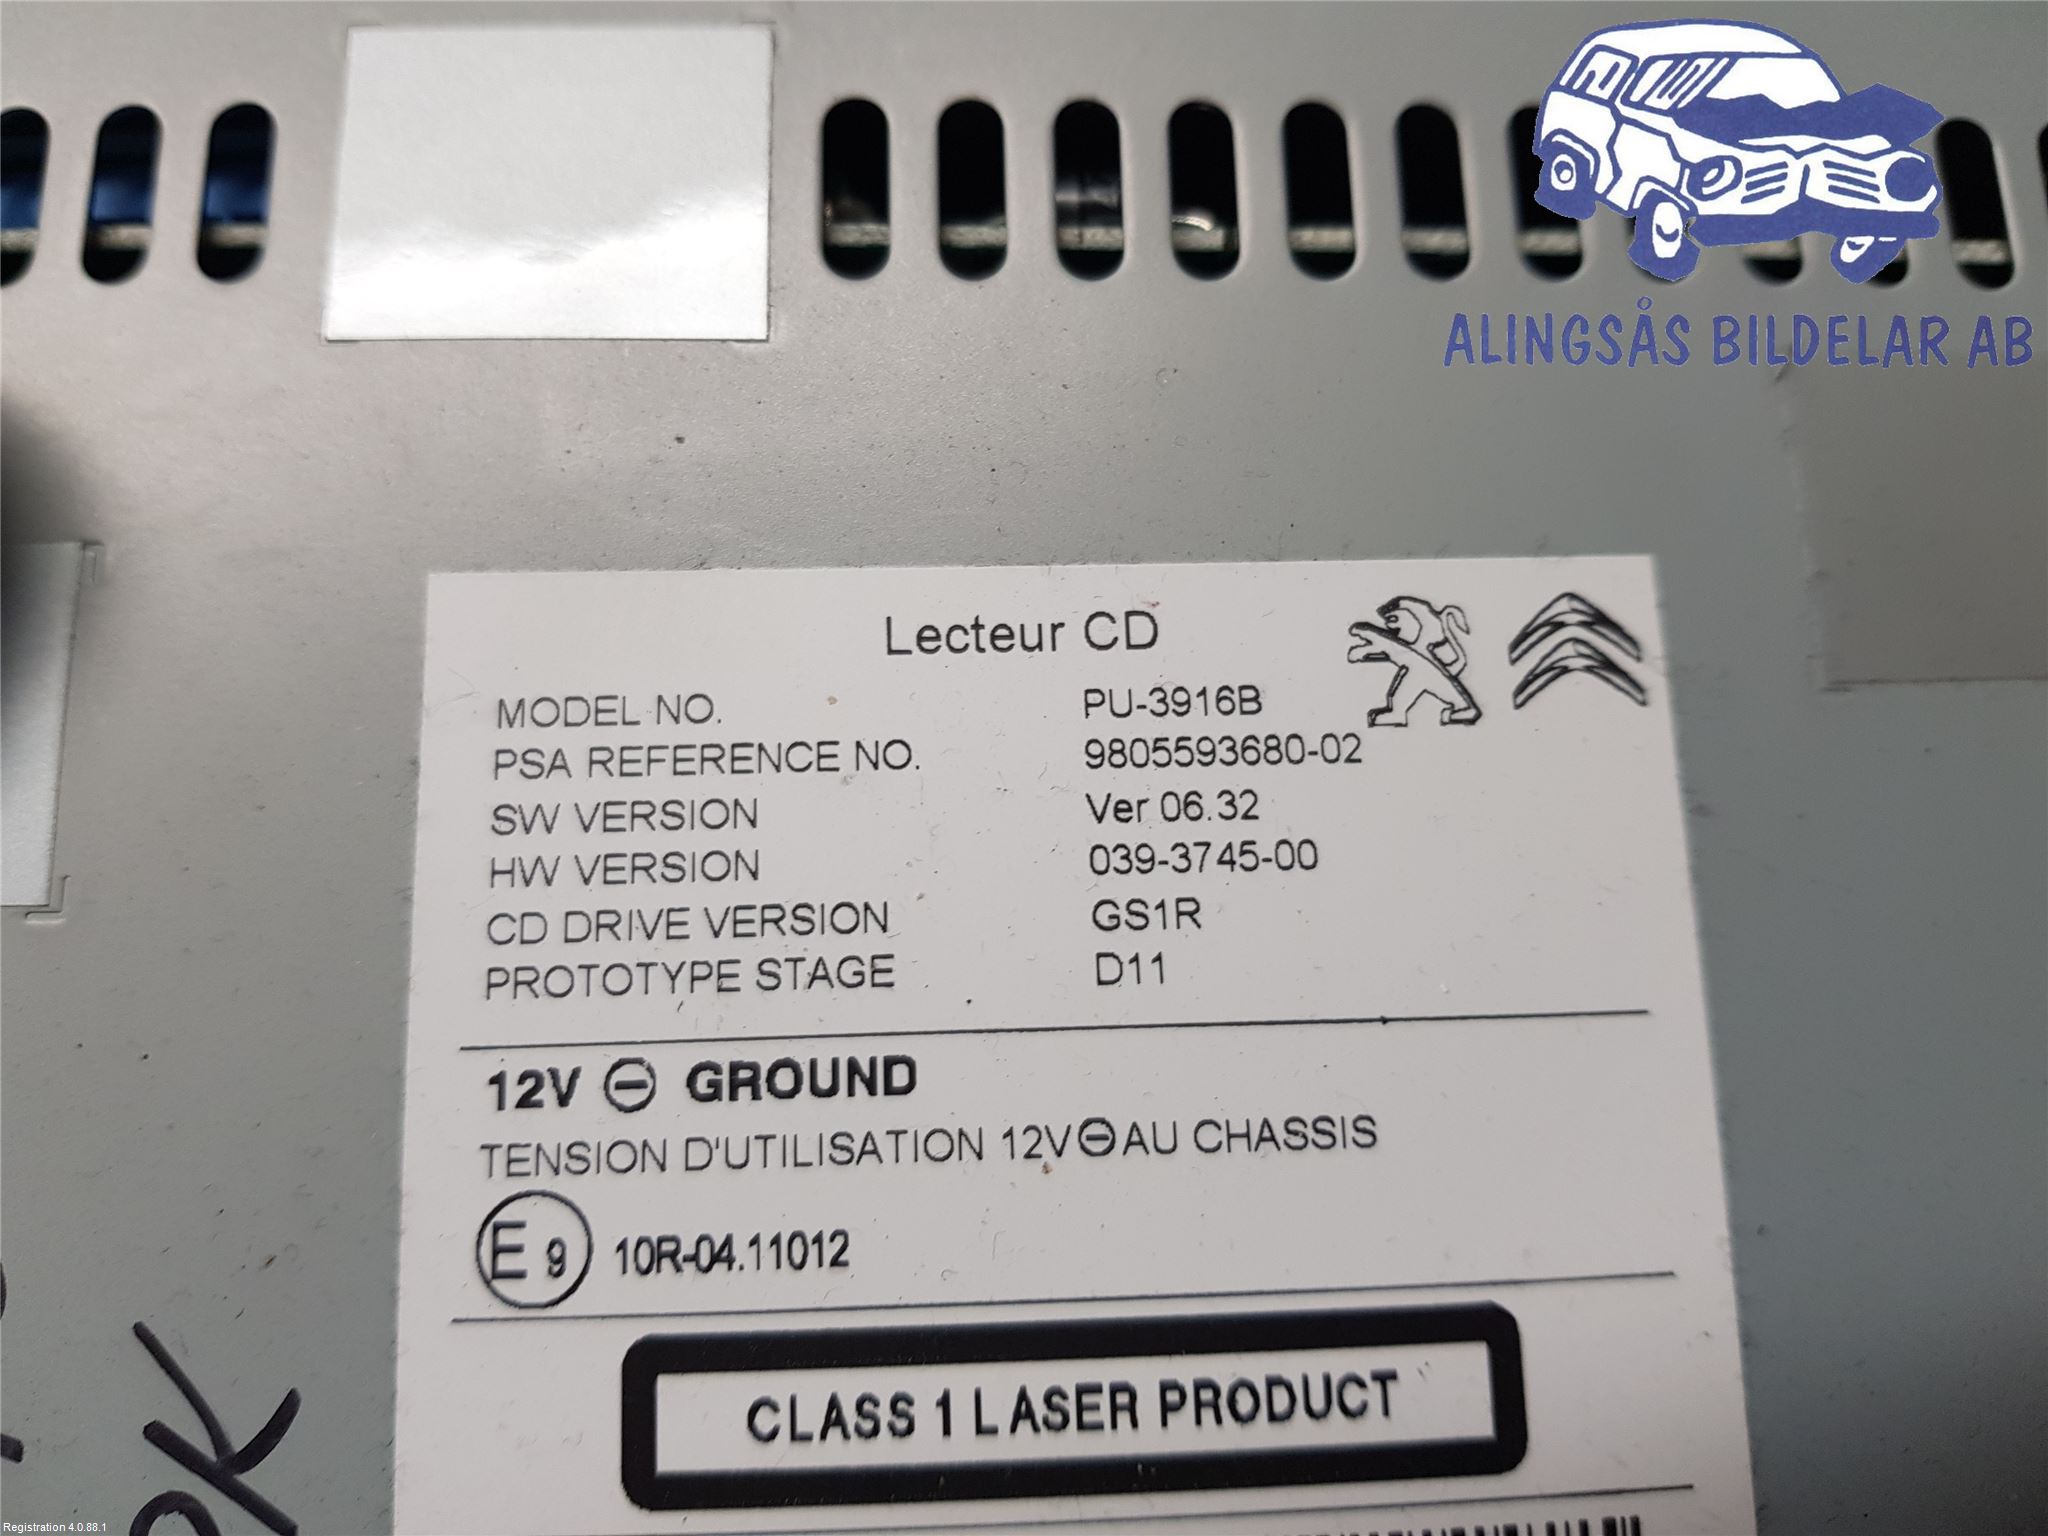 ALINGSÅS BILDELAR AB
Lecteur CD
MODEL NO. PU-3916B
PSA REFERENCE NO. 9805593680-02
SW VERSION Ver 06.32
HW VERSION 039-3745-00
CD DRIVE VERSION GS1R
PROTOTYPE STAGE D11
12V ⊖ GROUND
TENSION D'UTILISATION 12V⊖AU CHASSIS
E9 10R-04.11012
CLASS 1 LASER PRODUCT
Registration 4.0.88.1